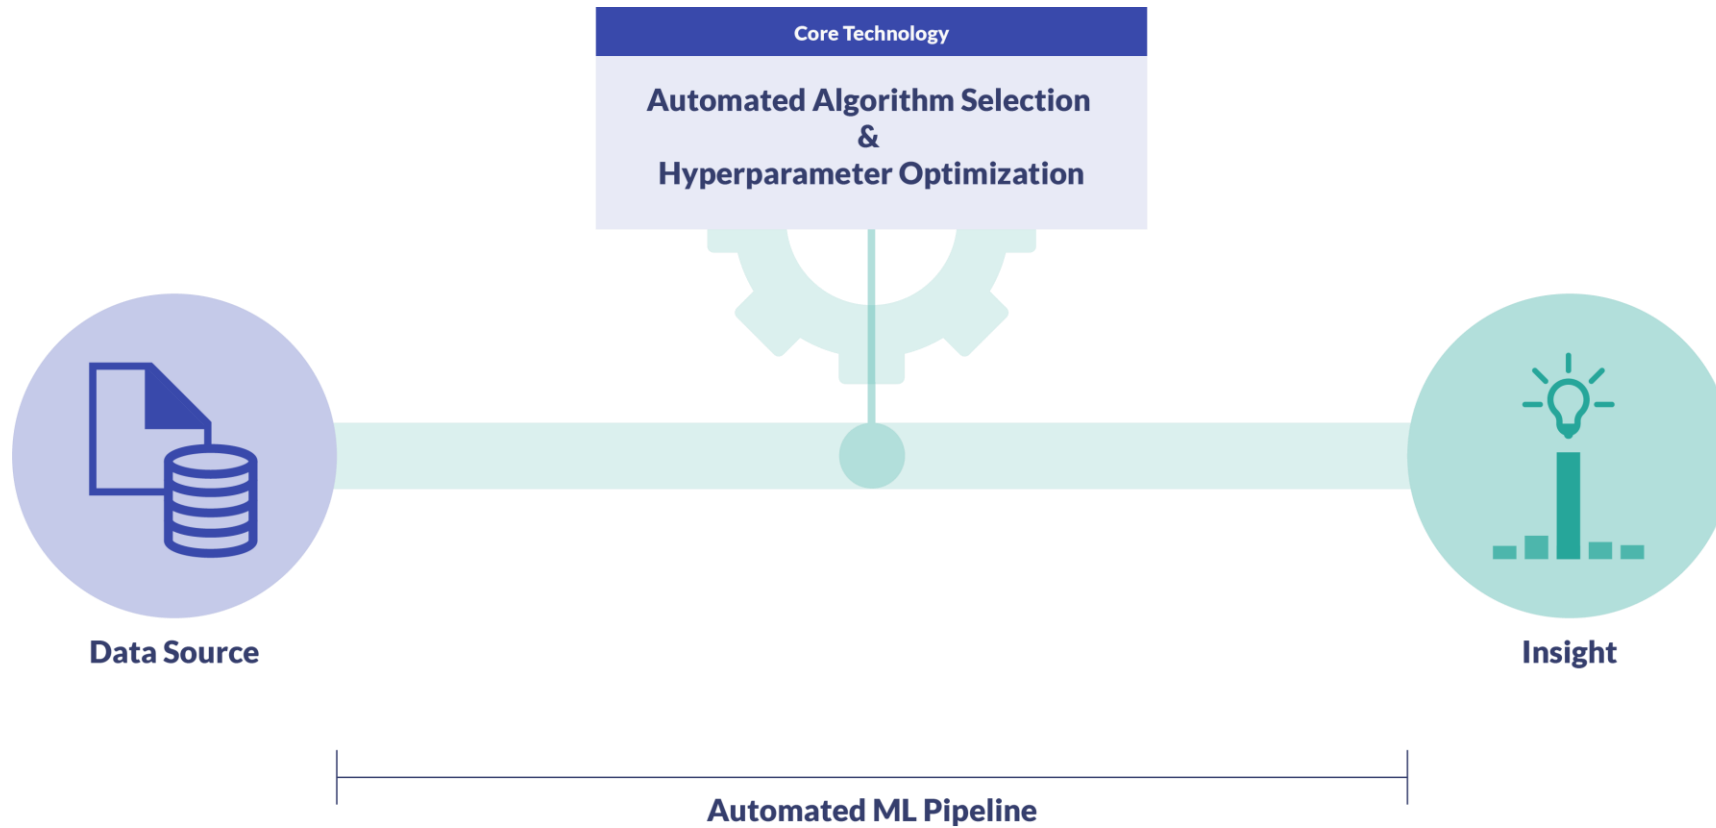 Core Technology
Automated Algorithm Selection
&
Hyperparameter Optimization
Data Source
Insight
Automated ML Pipeline